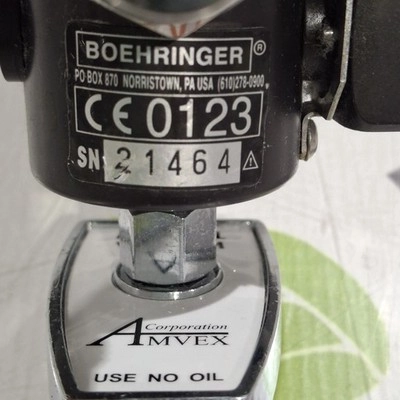 BOEHRINGER®
PO BOX 870 NORRISTOWN, PA USA (610)278-0900
CE 0123
SN 21464
Corporation
AMVEX
USE NO OIL